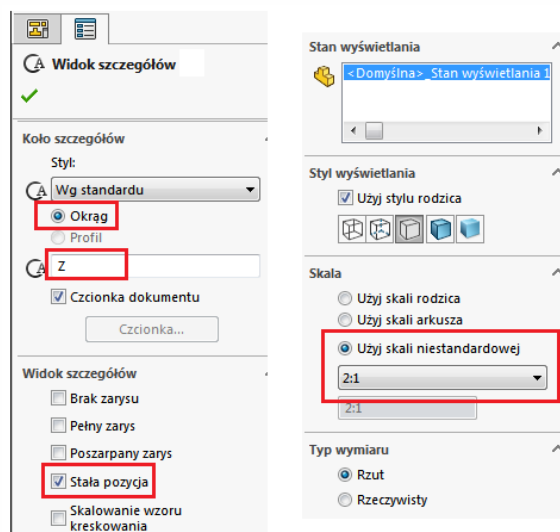 Widok szczegółów
Koło szczegółów
Styl:
Wg standardu
Okrąg
Profil
Z
Czcionka dokumentu
Czcionka...
Widok szczegółów
Brak zarysu
Pełny zarys
Poszarpany zarys
Stała pozycja
Skalowanie wzoru
kreskowania
Stan wyświetlania
<Domyślna>_Stan wyświetlania 1
Styl wyświetlania
Użyj stylu rodzica
Skala
Użyj skali rodzica
Użyj skali arkusza
Użyj skali niestandardowej
2:1
2:1
Typ wymiaru
Rzut
Rzeczywisty